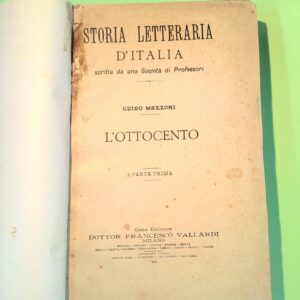 STORIA LETTERARIA
D'ITALIA
scritta da una Società di Professori
GUIDO MAZZONI
L'OTTOCENTO
PARTE PRIMA
Casa Editrice
DOTTOR FRANCESCO VALLARDI
MILANO